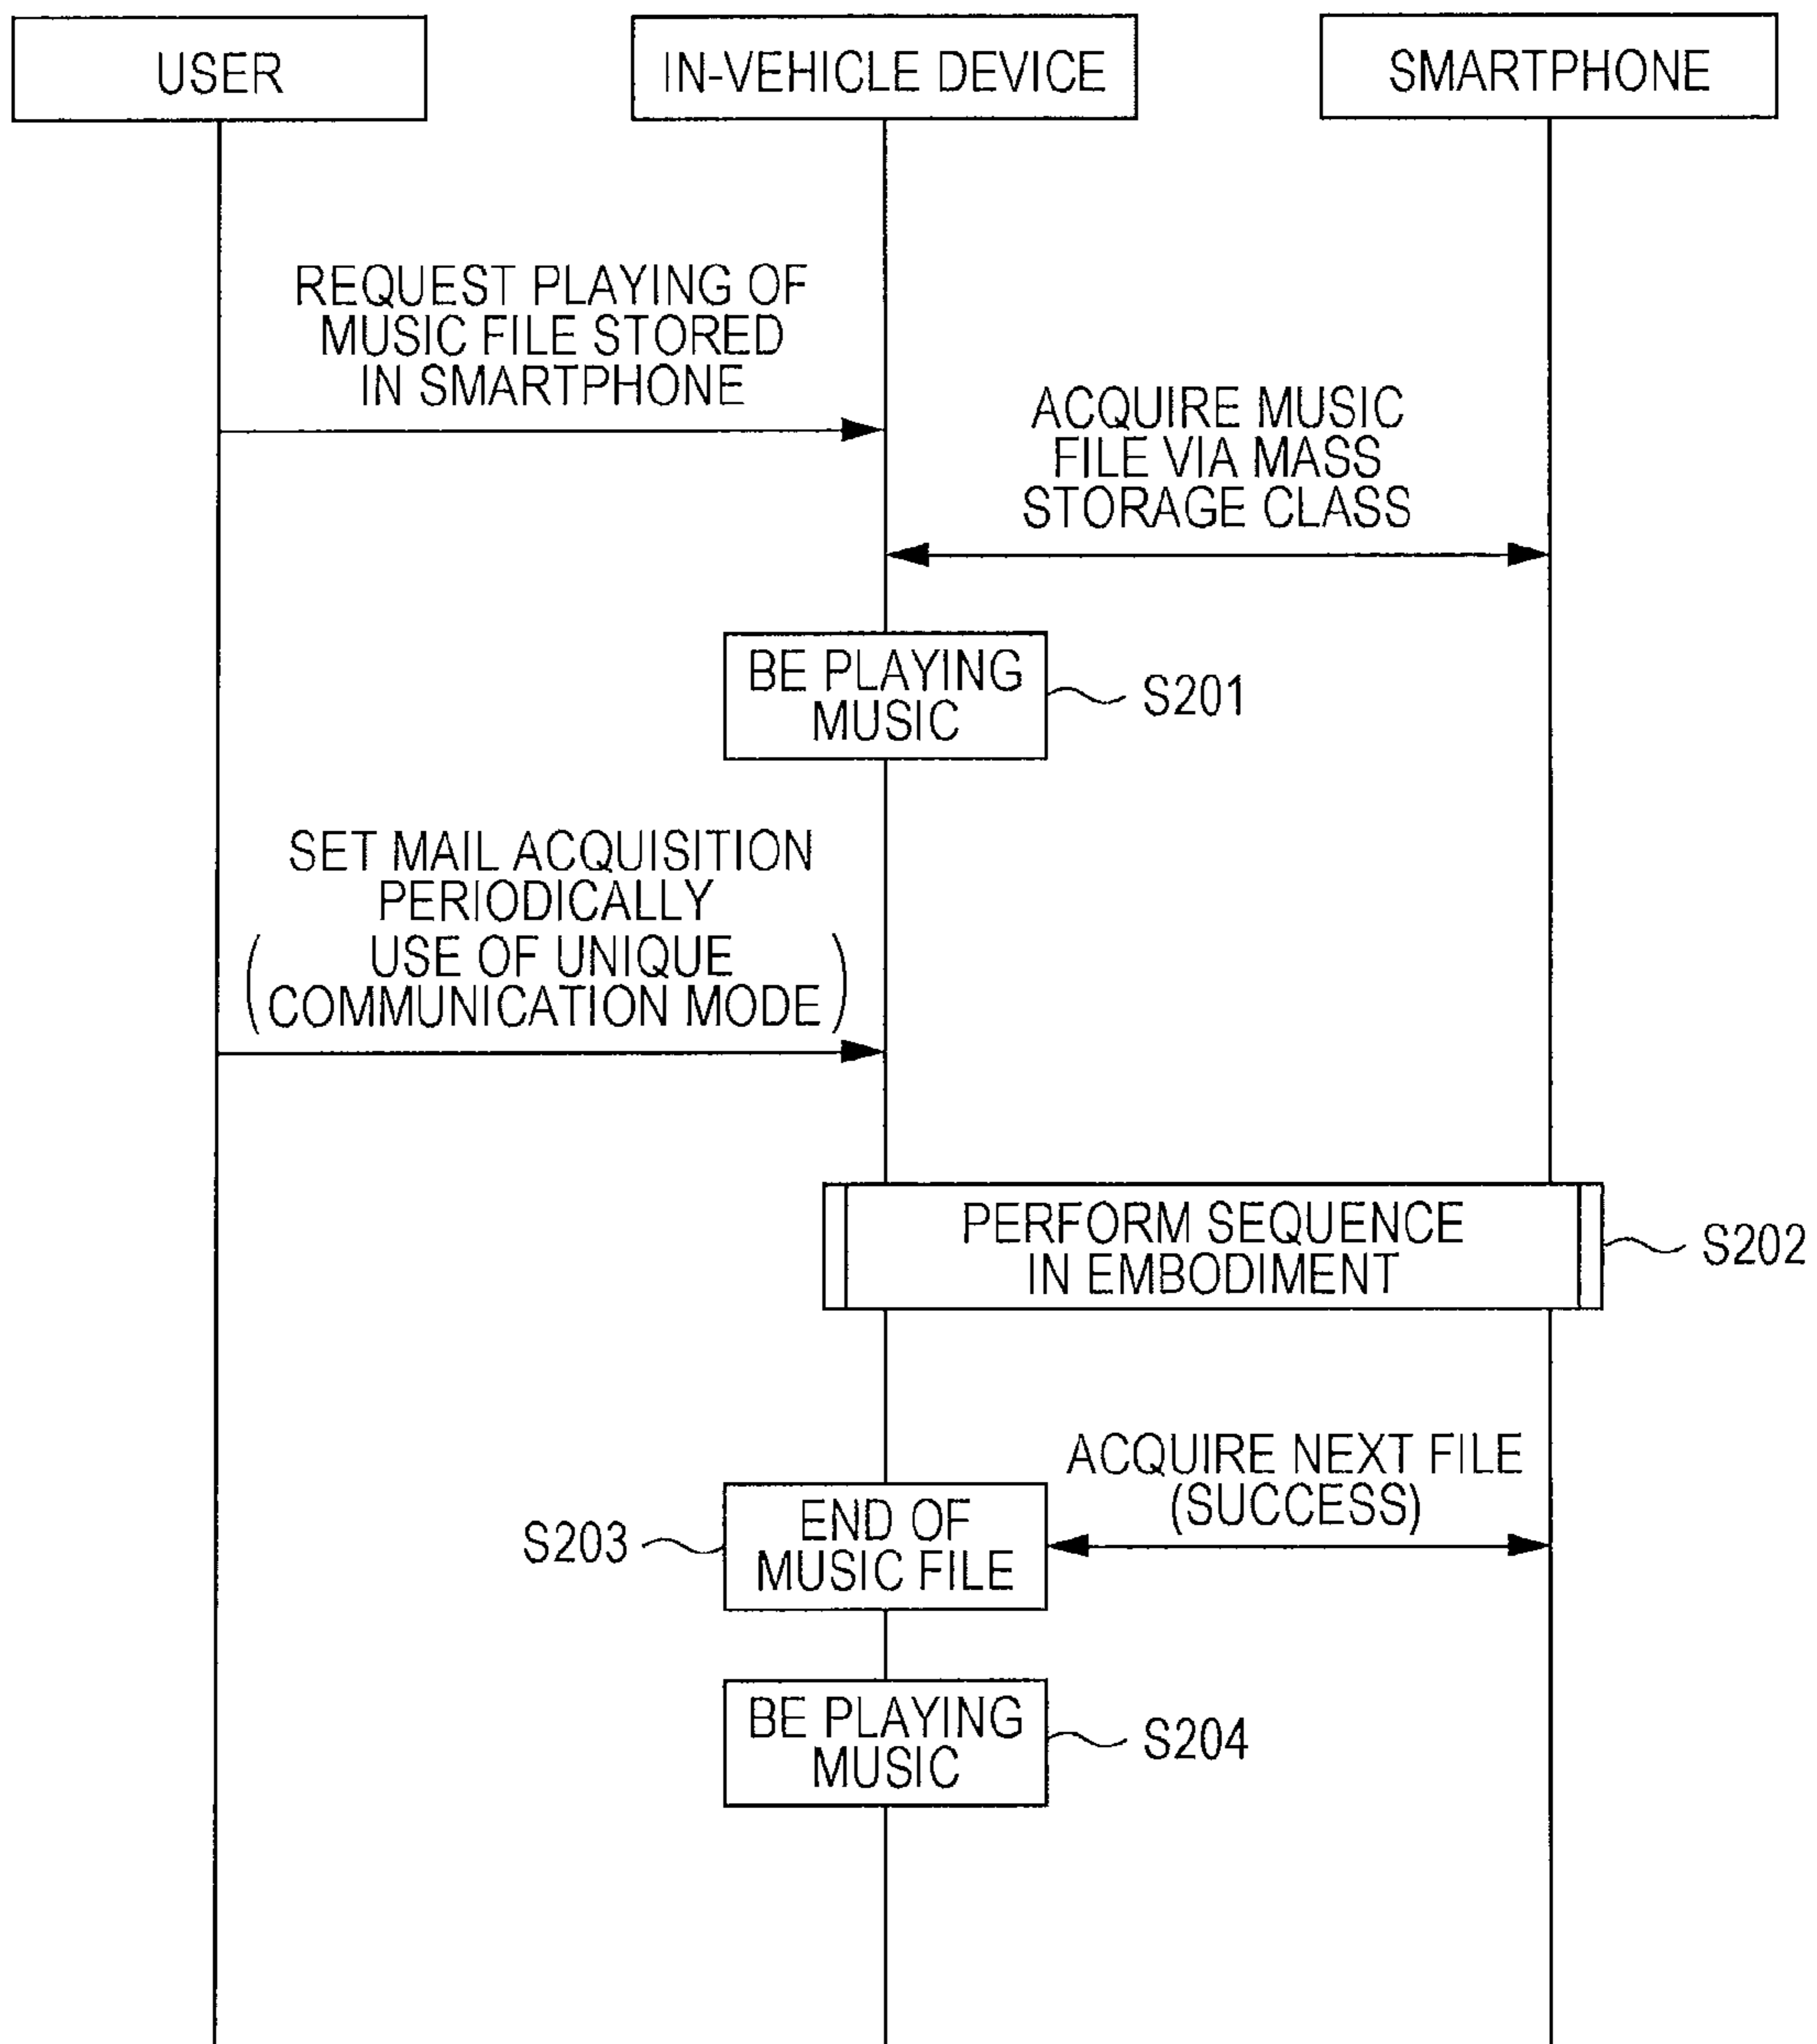 USER
IN-VEHICLE DEVICE
SMARTPHONE
REQUEST PLAYING OF
MUSIC FILE STORED
IN SMARTPHONE
ACQUIRE MUSIC
FILE VIA MASS
STORAGE CLASS
BE PLAYING
MUSIC
S201
SET MAIL ACQUISITION
PERIODICALLY
(USE OF UNIQUE
COMMUNICATION MODE)
PERFORM SEQUENCE
IN EMBODIMENT
S202
ACQUIRE NEXT FILE
(SUCCESS)
S203
END OF
MUSIC FILE
BE PLAYING
MUSIC
S204